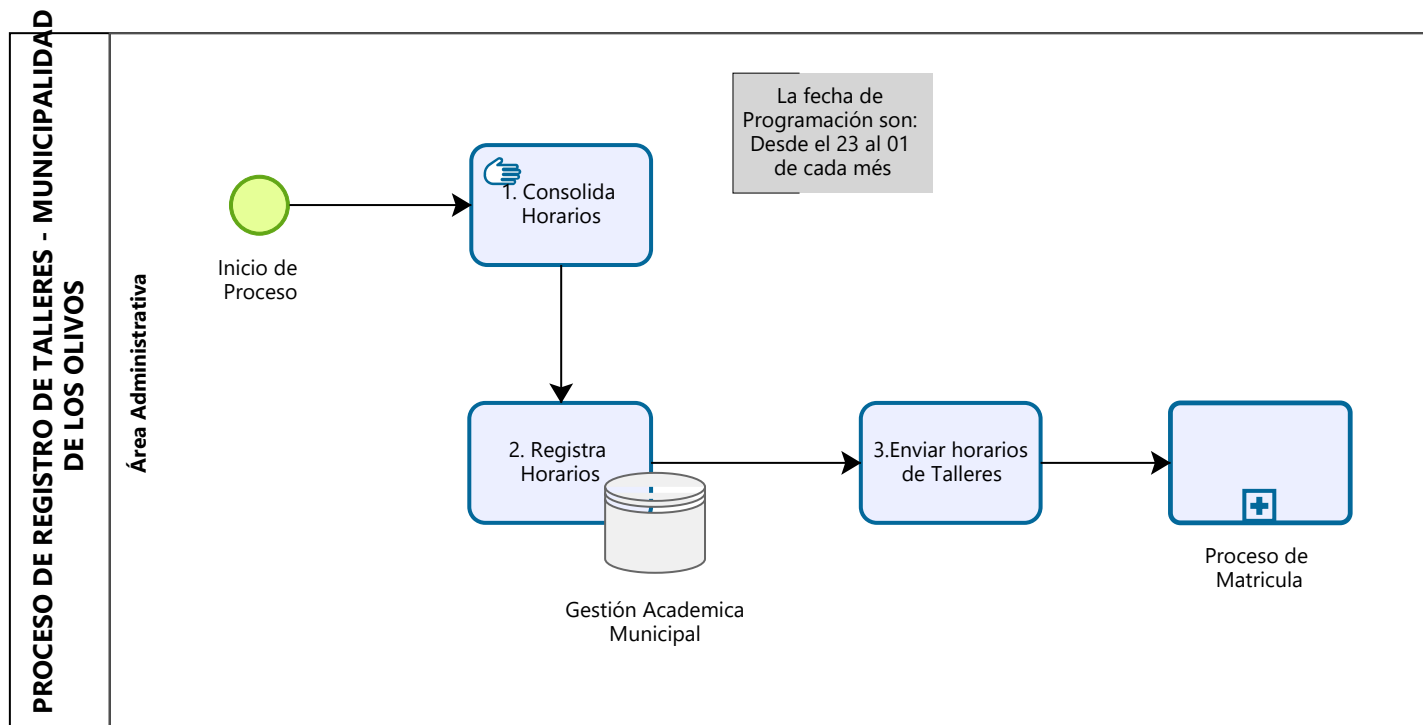 PROCESO DE REGISTRO DE TALLERES - MUNICIPALIDAD
DE LOS OLIVOS
Área Administrativa
La fecha de
Programación son:
Desde el 23 al 01
de cada més
1. Consolida
Horarios
Inicio de
Proceso
2. Registra
Horarios
3.Enviar horarios
de Talleres
Gestión Academica
Municipal
Proceso de
Matricula